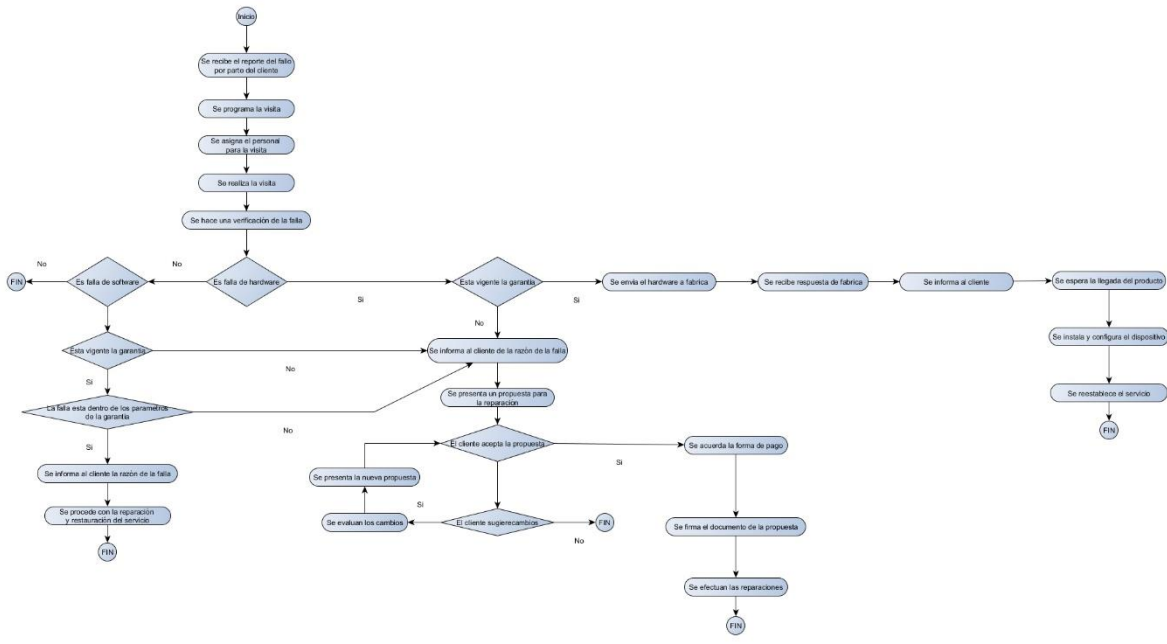 Inicio
Se recibe el reporte del fallo
por parte del cliente
Se programa la visita
Se asigna el personal
para la visita
Se realiza la visita
Se hace una verificación de la falla
Es falla de hardware
No
Es falla de software
No
FIN
Si
Esta vigente la garantía
Si
Se envia el hardware a fabrica
Se recibe respuesta de fabrica
Se informa al cliente
Se espera la llegada del producto
Se instala y configura el dispositivo
Se reestablece el servicio
FIN
No
Se informa al cliente de la razón de la falla
Se presenta un propuesta para
la reparación
El cliente acepta la propuesta
Si
Se acuerda la forma de pago
Se firma el documento de la propuesta
Se efectuan las reparaciones
FIN
El cliente sugierecambios
No
FIN
Si
Se evaluan los cambios
Se presenta la nueva propuesta
Esta vigente la garantía
No
Si
La falla esta dentro de los parametros
de la garantía
No
Si
Se informa al cliente la razón de la falla
Se procede con la reparación
y restauración del servicio
FIN